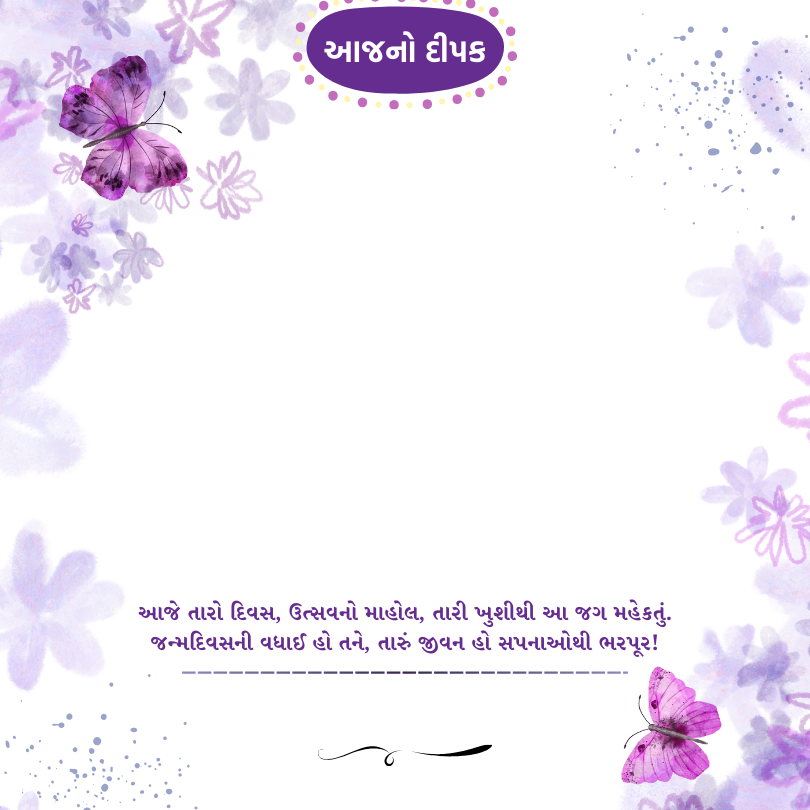 આજનો દીપક
આજે તારો દિવસ, ઉત્સવનો માહોલ, તારી ખુશીથી આ જગ મહેકતું.
જન્મદિવસની વધાઈ હો તને, તારું જીવન હો સપનાઓથી ભરપૂર!